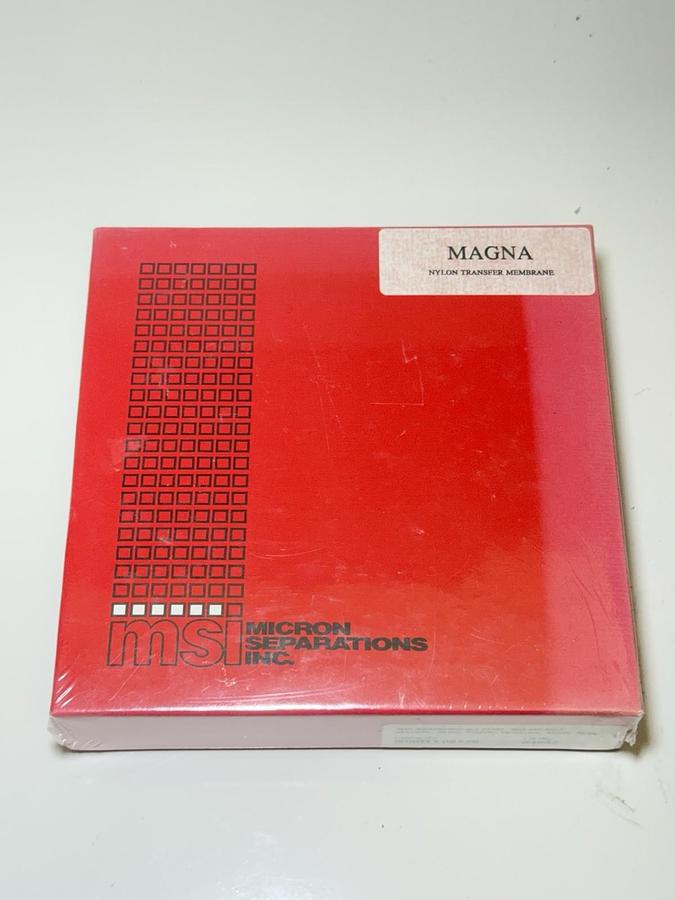 MAGNA
NYLON TRANSFER MEMBRANE
msi
MICRON
SEPARATIONS
INC.